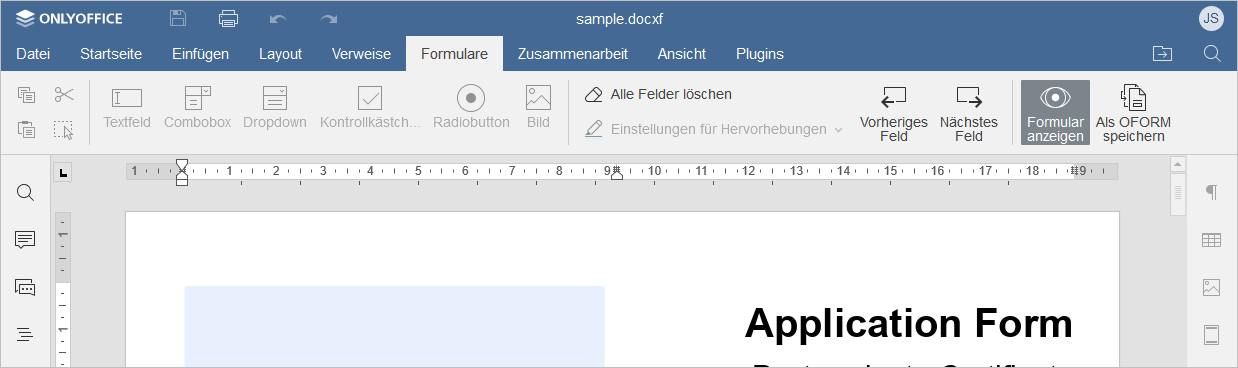 ONLYOFFICE
sample.docxf
JS
Datei Startseite Einfügen Layout Verweise Formulare Zusammenarbeit Ansicht Plugins
Textfeld Combobox Dropdown Kontrollkästch... Radiobutton Bild
Alle Felder löschen
Einstellungen für Hervorhebungen
Vorheriges Feld
Nächstes Feld
Formular anzeigen
Als OFORM speichern
1 1 2 3 4 5 6 7 8 9 10 11 12 13 14 15 16 17 18 19
1
1
Application Form